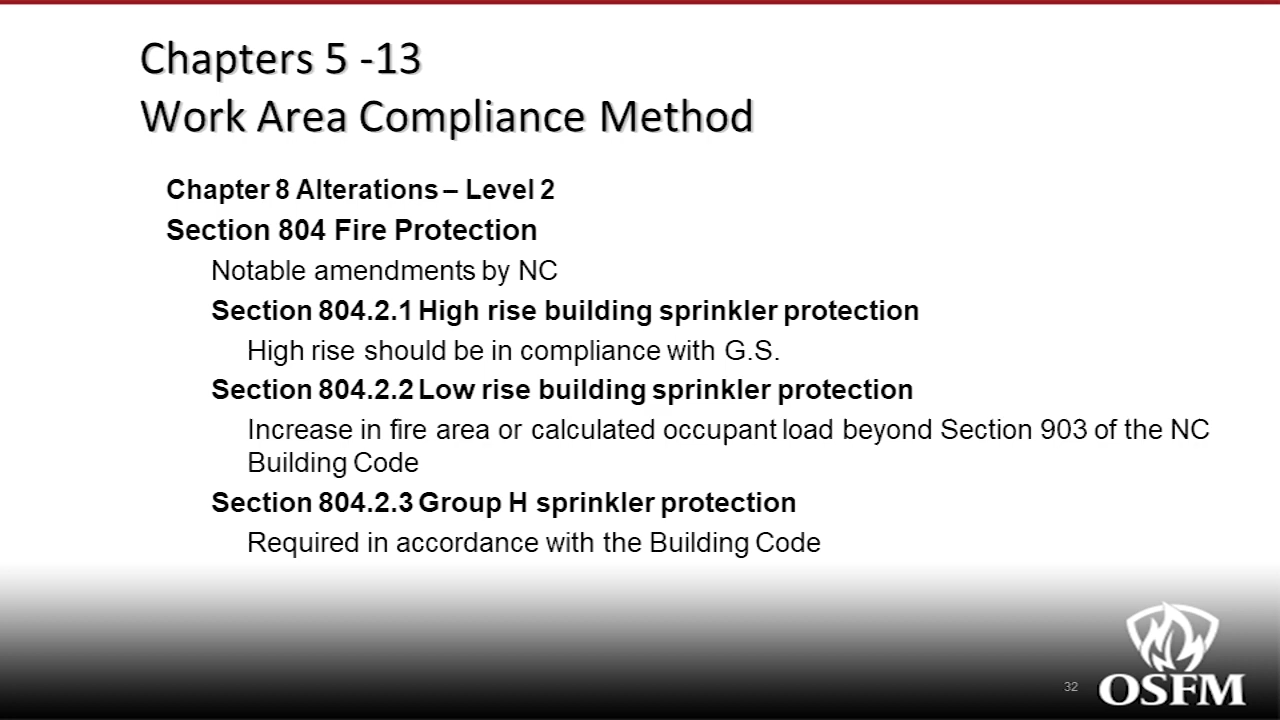 Chapters 5 -13
Work Area Compliance Method
Chapter 8 Alterations – Level 2
Section 804 Fire Protection
Notable amendments by NC
Section 804.2.1 High rise building sprinkler protection
High rise should be in compliance with G.S.
Section 804.2.2 Low rise building sprinkler protection
Increase in fire area or calculated occupant load beyond Section 903 of the NC
Building Code
Section 804.2.3 Group H sprinkler protection
Required in accordance with the Building Code
32
OSFM